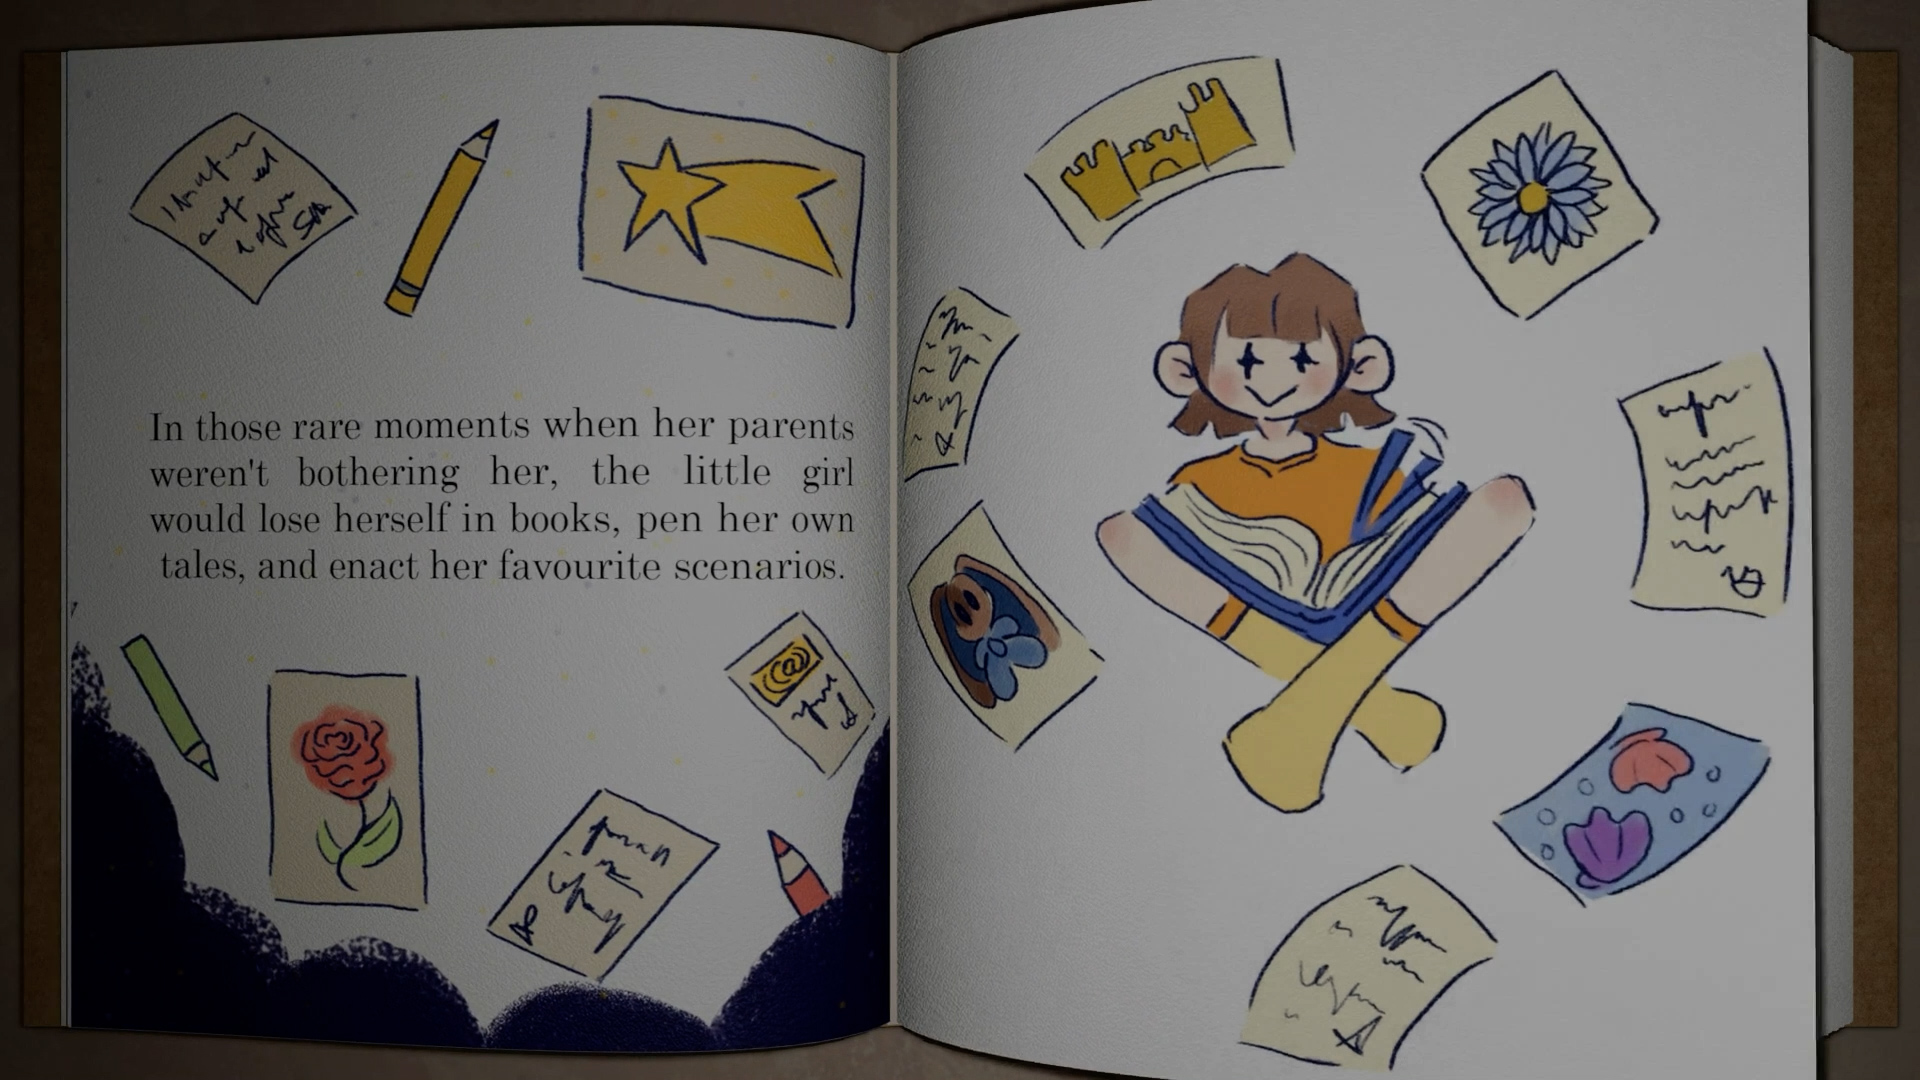 In those rare moments when her parents
weren't bothering her, the little girl
would lose herself in books, pen her own
tales, and enact her favourite scenarios.